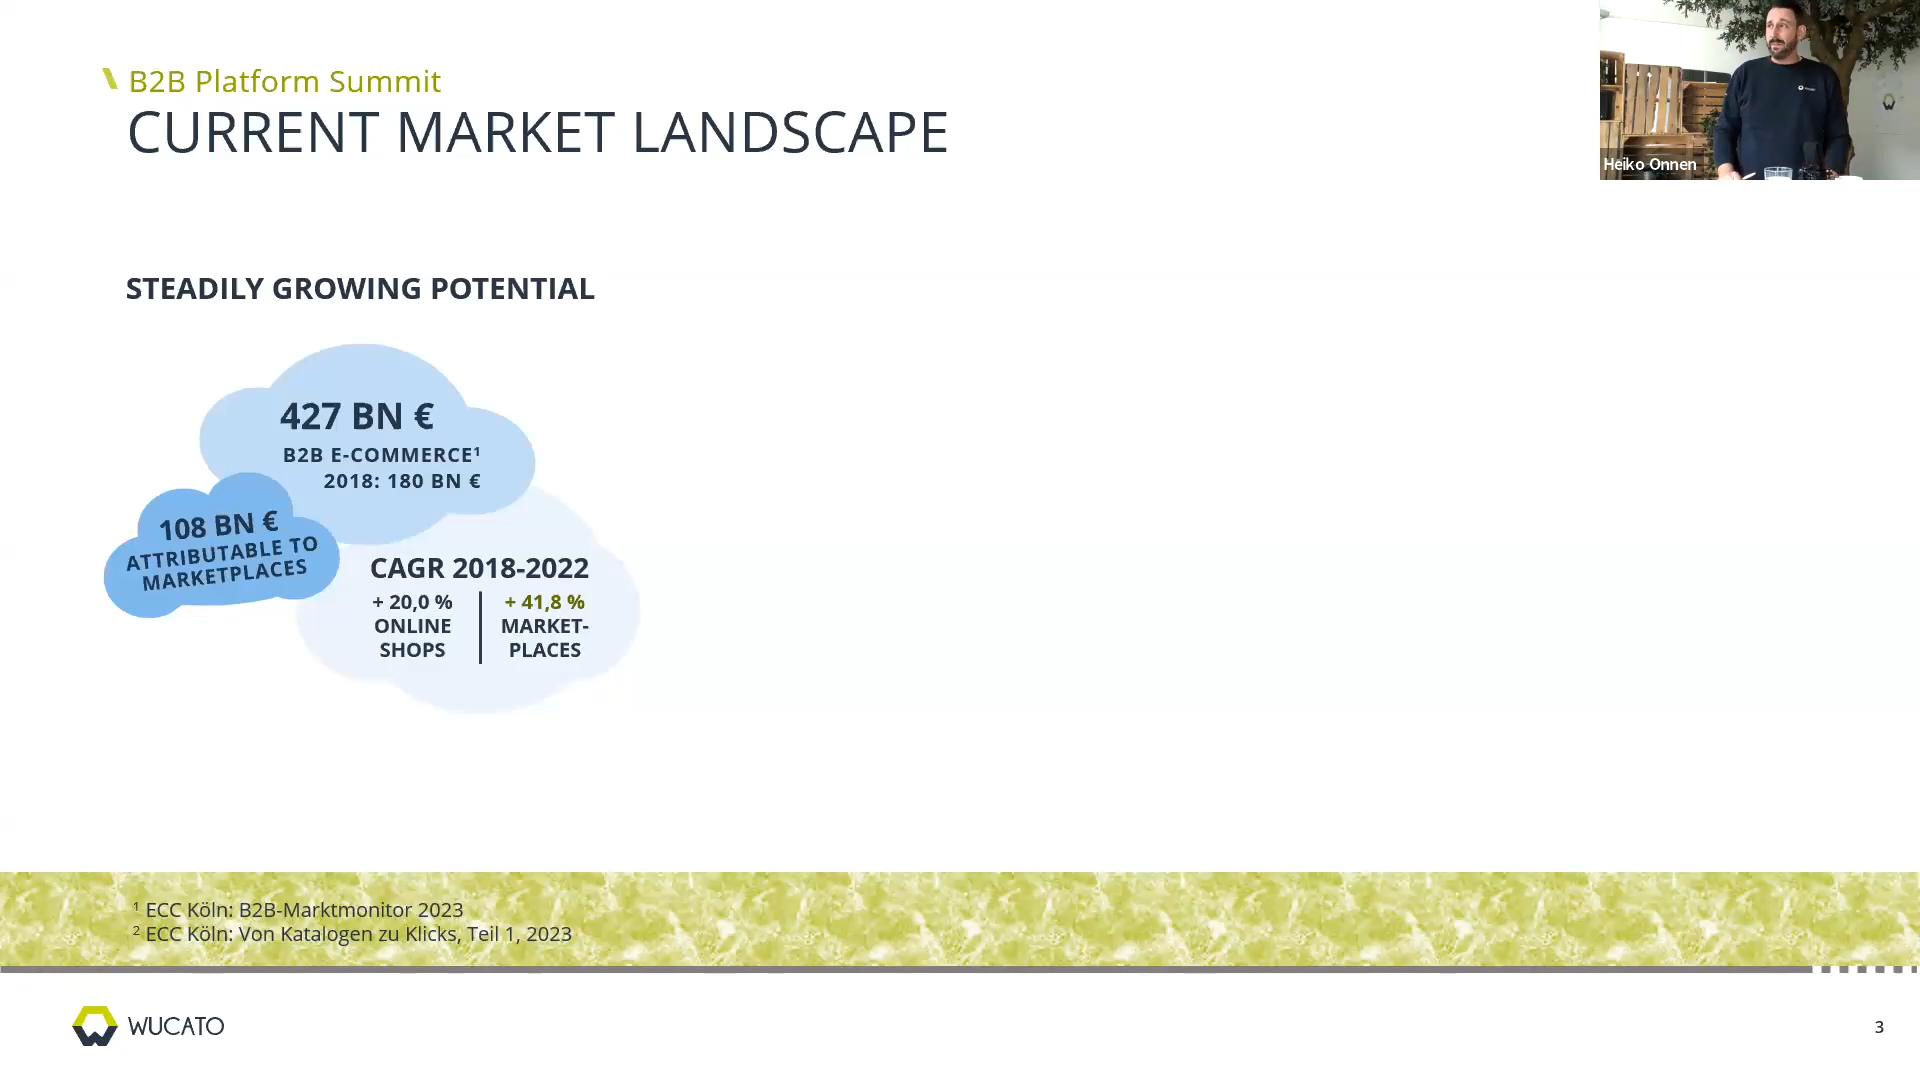 B2B Platform Summit
CURRENT MARKET LANDSCAPE
Heiko Onnen
STEADILY GROWING POTENTIAL
427 BN €
B2B E-COMMERCE¹
2018: 180 BN €
108 BN €
ATTRIBUTABLE TO
MARKETPLACES
CAGR 2018-2022
+ 20,0 %
ONLINE
SHOPS
+ 41,8 %
MARKET-
PLACES
¹ ECC Köln: B2B-Marktmonitor 2023
² ECC Köln: Von Katalogen zu Klicks, Teil 1, 2023
WUCATO
3